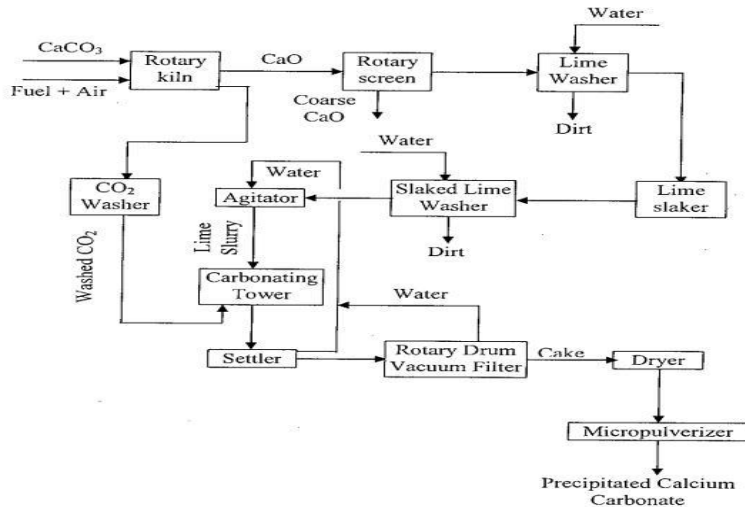 Water
CaCO₃
Fuel + Air
Rotary
kiln
CaO
Rotary
screen
Coarse
CaO
Lime
Washer
Dirt
Water
Water
CO₂
Washer
Agitator
Slaked Lime
Washer
Lime
slaker
Dirt
Washed CO₂
Lime
Slurry
Carbonating
Tower
Water
Settler
Rotary Drum
Vacuum Filter
Cake
Dryer
Micropulverizer
Precipitated Calcium
Carbonate